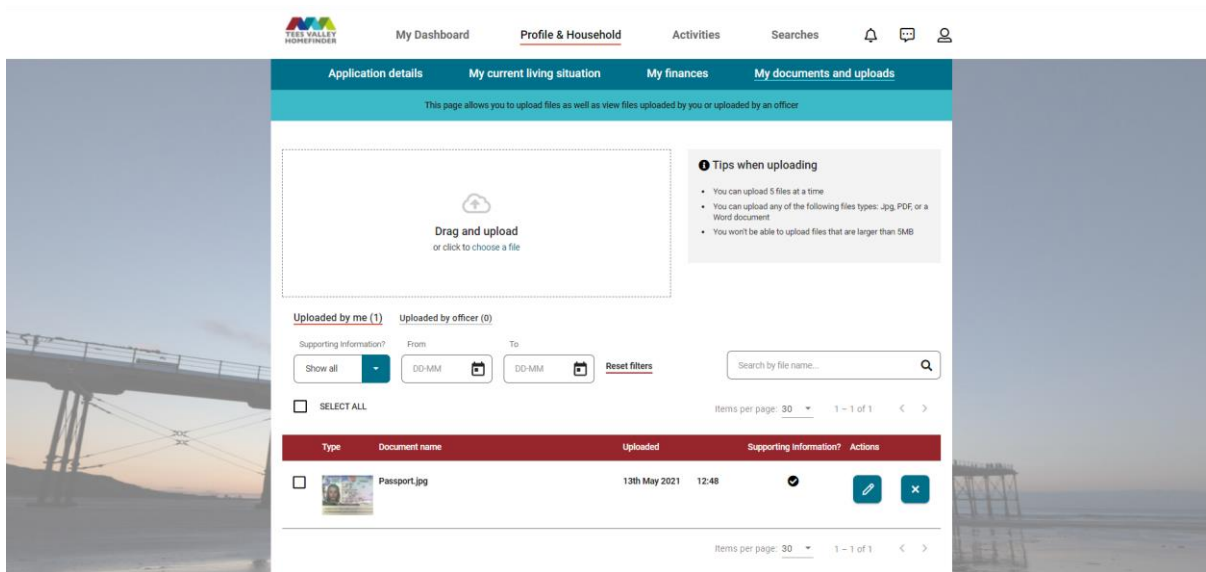 TEES VALLEY
HOMEFINDER
My Dashboard
Profile & Household
Activities
Searches
Application details
My current living situation
My finances
My documents and uploads
This page allows you to upload files as well as view files uploaded by you or uploaded by an officer
Drag and upload
or click to choose a file
Tips when uploading
• You can upload 5 files at a time
• You can upload any of the following files types: Jpg, PDF, or a
Word document
• You won't be able to upload files that are larger than 5MB
Uploaded by me (1)
Uploaded by officer (0)
Supporting Information?
From
To
Show all
DD-MM
DD-MM
Reset filters
Search by file name...
SELECT ALL
Items per page: 30
1 – 1 of 1
Type
Document name
Uploaded
Supporting Information?
Actions
Passport.jpg
13th May 2021
12:48
Items per page: 30
1 – 1 of 1